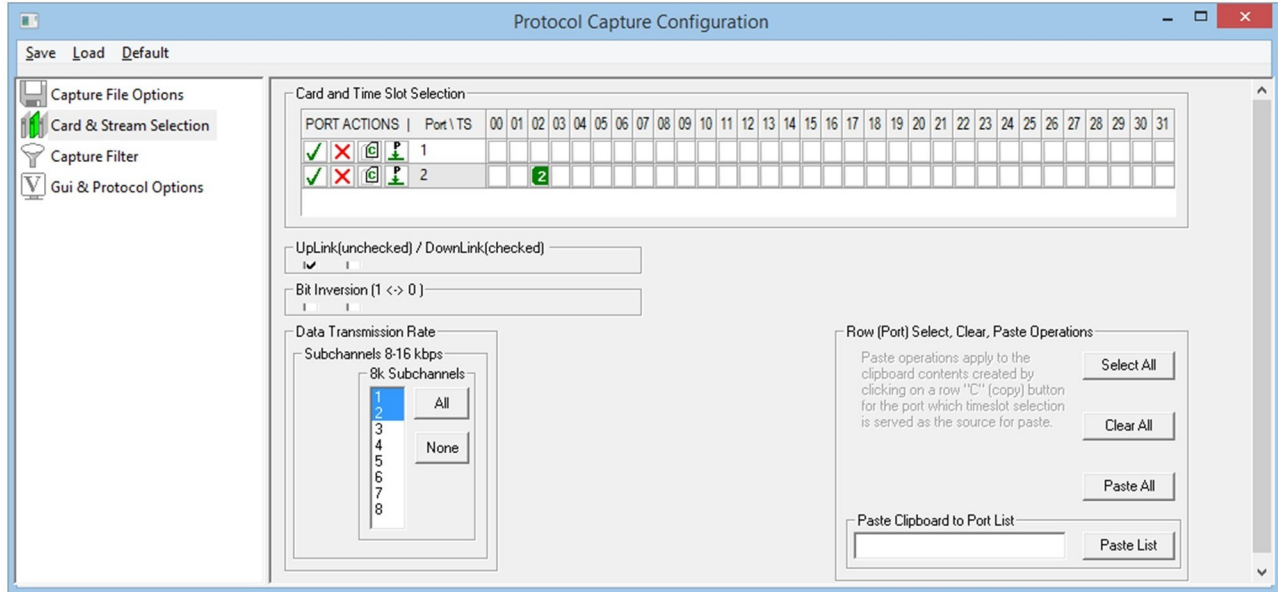 Protocol Capture Configuration
Save Load Default
Capture File Options
Card & Stream Selection
Capture Filter
V Gui & Protocol Options
Card and Time Slot Selection
PORT ACTIONS | Port \ TS 00 01 02 03 04 05 06 07 08 09 10 11 12 13 14 15 16 17 18 19 20 21 22 23 24 25 26 27 28 29 30 31
C P 1
C P 2 2
UpLink(unchecked) / DownLink(checked)
Bit Inversion (1 <-> 0 )
Data Transmission Rate
Subchannels 8-16 kbps
8k Subchannels
1
2
3
4
5
6
7
8
All
None
Row (Port) Select, Clear, Paste Operations
Paste operations apply to the
clipboard contents created by
clicking on a row "C" (copy) button
for the port which timeslot selection
is served as the source for paste.
Select All
Clear All
Paste All
Paste Clipboard to Port List
Paste List